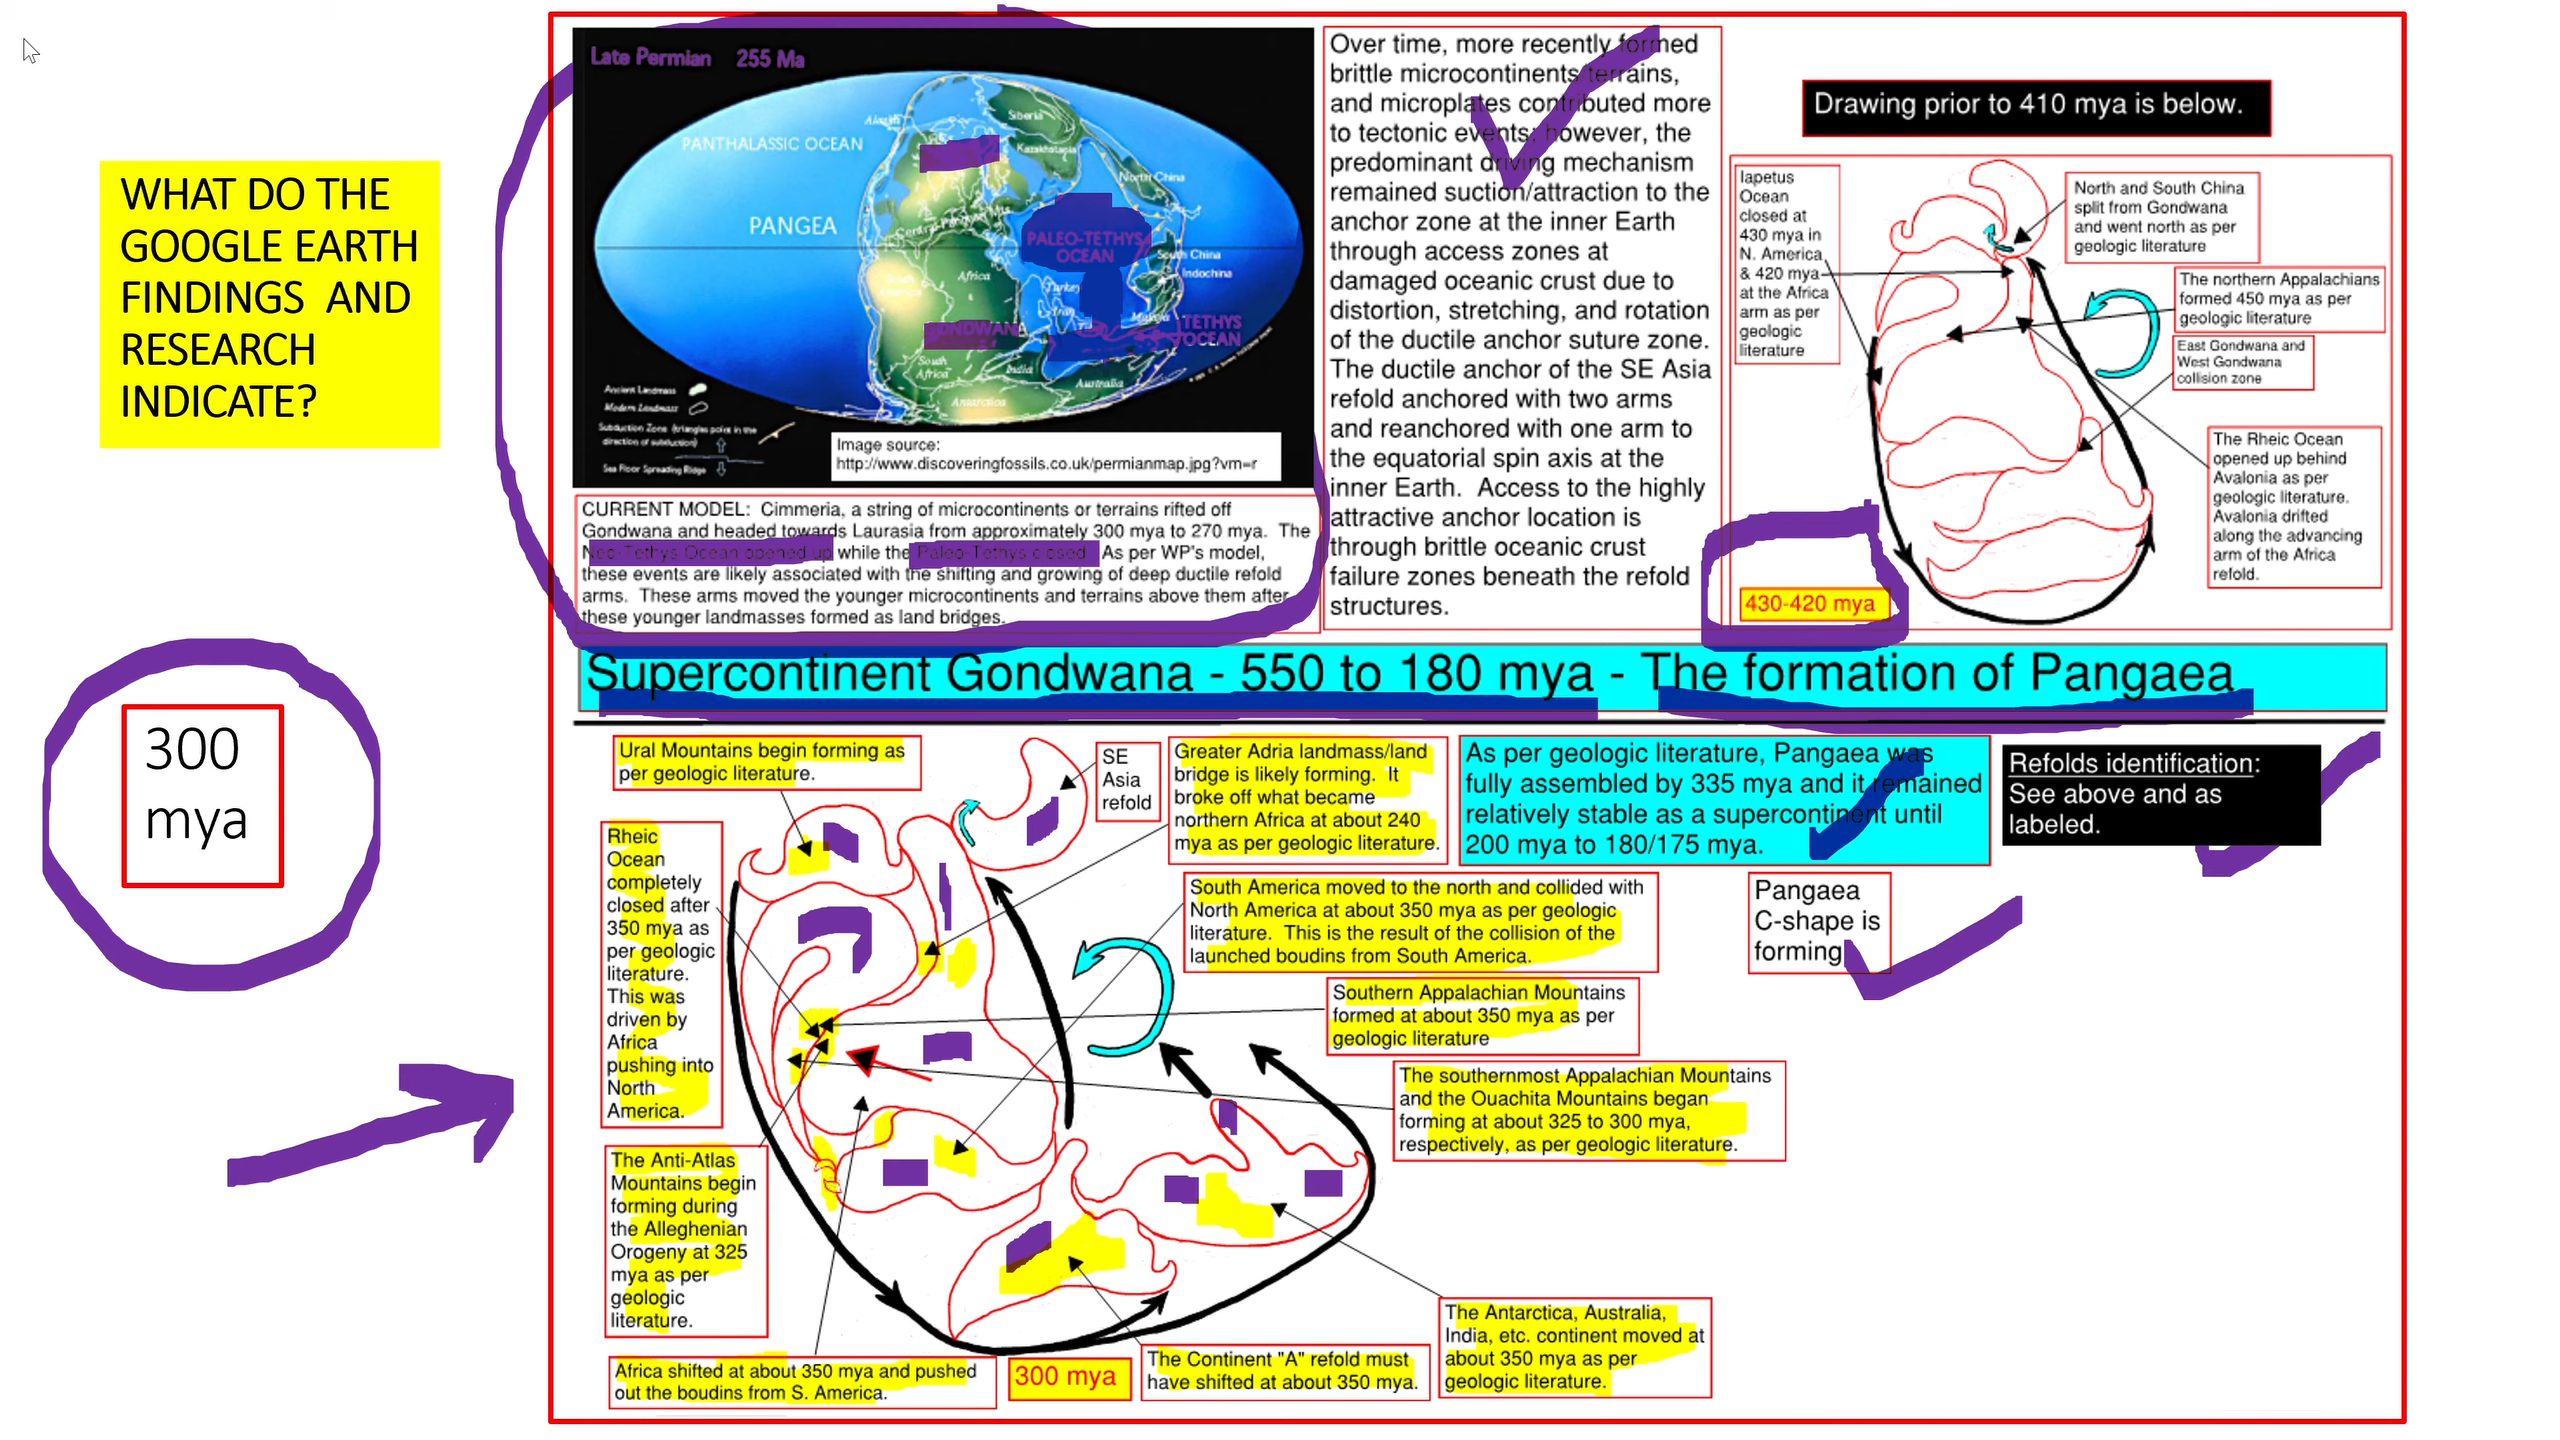 WHAT DO THE
GOOGLE EARTH
FINDINGS AND
RESEARCH
INDICATE?
300
mya
Late Permian 255 Ma
PANTHALASSIC OCEAN
PANGEA
Alaska
Siberia
Kazakhstania
North China
Central Pangean Mts
PALEO-TETHYS
OCEAN
South China
Indochina
Africa
South
America
Turkey
Iran
Malaya
GONDWANA
TETHYS
OCEAN
South
Africa
India
Australia
Antarctica
Ancient Landmass
Modern Landmass
Subduction Zone (triangles point in the
direction of subduction)
Sea Floor Spreading Ridge
Image source:
http://www.discoveringfossils.co.uk/permianmap.jpg?vm=r
CURRENT MODEL: Cimmeria, a string of microcontinents or terrains rifted off
Gondwana and headed towards Laurasia from approximately 300 mya to 270 mya. The
Neo-Tethys Ocean opened up while the Paleo-Tethys closed. As per WP's model,
these events are likely associated with the shifting and growing of deep ductile refold
arms. These arms moved the younger microcontinents and terrains above them after
these younger landmasses formed as land bridges.
Over time, more recently formed
brittle microcontinents/terrains,
and microplates contributed more
to tectonic events; however, the
predominant driving mechanism
remained suction/attraction to the
anchor zone at the inner Earth
through access zones at
damaged oceanic crust due to
distortion, stretching, and rotation
of the ductile anchor suture zone.
The ductile anchor of the SE Asia
refold anchored with two arms
and reanchored with one arm to
the equatorial spin axis at the
inner Earth. Access to the highly
attractive anchor location is
through brittle oceanic crust
failure zones beneath the refold
structures.
Drawing prior to 410 mya is below.
Iapetus
Ocean
closed at
430 mya in
N. America
& 420 mya
at the Africa
arm as per
geologic
literature
North and South China
split from Gondwana
and went north as per
geologic literature
The northern Appalachians
formed 450 mya as per
geologic literature
East Gondwana and
West Gondwana
collision zone
The Rheic Ocean
opened up behind
Avalonia as per
geologic literature.
Avalonia drifted
along the advancing
arm of the Africa
refold.
430-420 mya
Supercontinent Gondwana - 550 to 180 mya - The formation of Pangaea
Ural Mountains begin forming as
per geologic literature.
SE
Asia
refold
Greater Adria landmass/land
bridge is likely forming. It
broke off what became
northern Africa at about 240
mya as per geologic literature.
As per geologic literature, Pangaea was
fully assembled by 335 mya and it remained
relatively stable as a supercontinent until
200 mya to 180/175 mya.
Refolds identification:
See above and as
labeled.
Rheic
Ocean
completely
closed after
350 mya as
per geologic
literature.
This was
driven by
Africa
pushing into
North
America.
South America moved to the north and collided with
North America at about 350 mya as per geologic
literature. This is the result of the collision of the
launched boudins from South America.
Pangaea
C-shape is
forming
Southern Appalachian Mountains
formed at about 350 mya as per
geologic literature
The southernmost Appalachian Mountains
and the Ouachita Mountains began
forming at about 325 to 300 mya,
respectively, as per geologic literature.
The Anti-Atlas
Mountains begin
forming during
the Alleghenian
Orogeny at 325
mya as per
geologic
literature.
The Antarctica, Australia,
India, etc. continent moved at
about 350 mya as per
geologic literature.
Africa shifted at about 350 mya and pushed
out the boudins from S. America.
300 mya
The Continent "A" refold must
have shifted at about 350 mya.